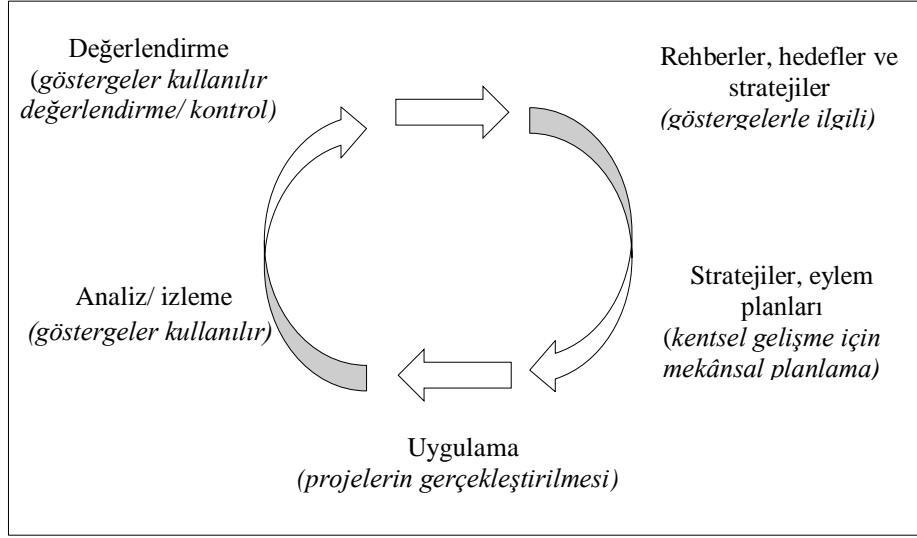 Değerlendirme
(göstergeler kullanılır
değerlendirme/ kontrol)
Rehberler, hedefler ve
stratejiler
(göstergelerle ilgili)
Stratejiler, eylem
planları
(kentsel gelişme için
mekânsal planlama)
Uygulama
(projelerin gerçekleştirilmesi)
Analiz/ izleme
(göstergeler kullanılır)